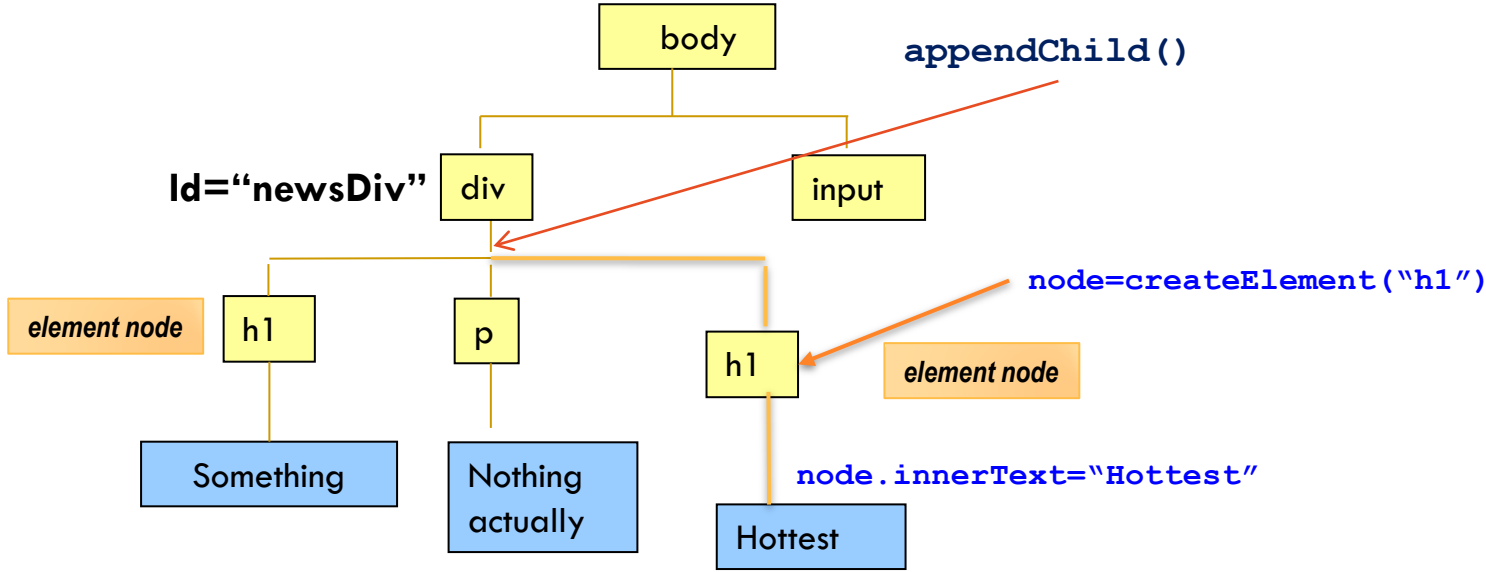 body
appendChild()
Id=“newsDiv”
div
input
node=createElement(“h1”)
element node
h1
p
h1
element node
Something
Nothing
actually
node.innerText=“Hottest”
Hottest